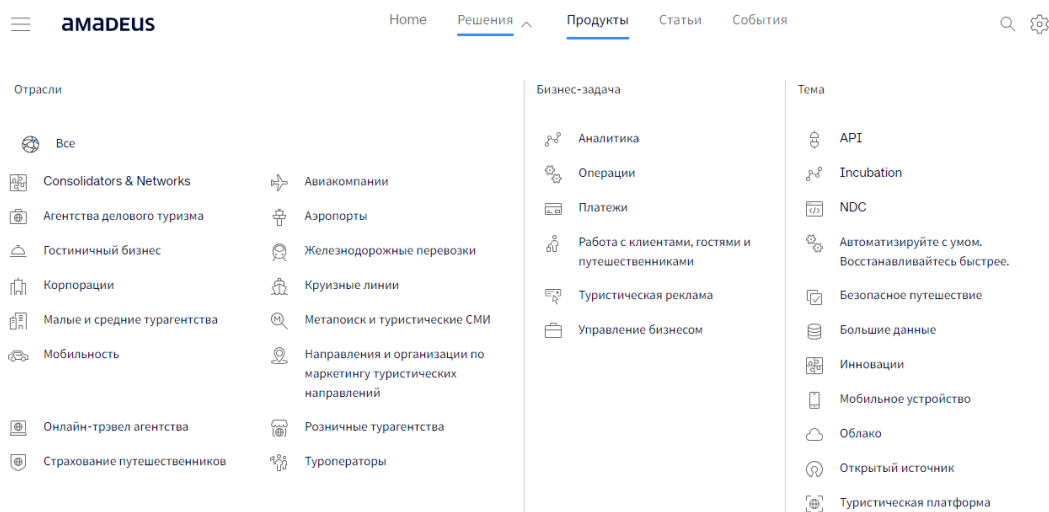 amadeus
Home Решения Продукты Статьи События
Отрасли
Все
Consolidators & Networks
Агентства делового туризма
Гостиничный бизнес
Корпорации
Малые и средние турагентства
Мобильность
Онлайн-трэвел агентства
Страхование путешественников
Авиакомпании
Аэропорты
Железнодорожные перевозки
Круизные линии
Метапоиск и туристические СМИ
Направления и организации по
маркетингу туристических
направлений
Розничные турагентства
Туроператоры
Бизнес-задача
Аналитика
Операции
Платежи
Работа с клиентами, гостями и
путешественниками
Туристическая реклама
Управление бизнесом
Тема
API
Incubation
NDC
Автоматизируйте с умом.
Восстанавливайтесь быстрее.
Безопасное путешествие
Большие данные
Инновации
Мобильное устройство
Облако
Открытый источник
Туристическая платформа